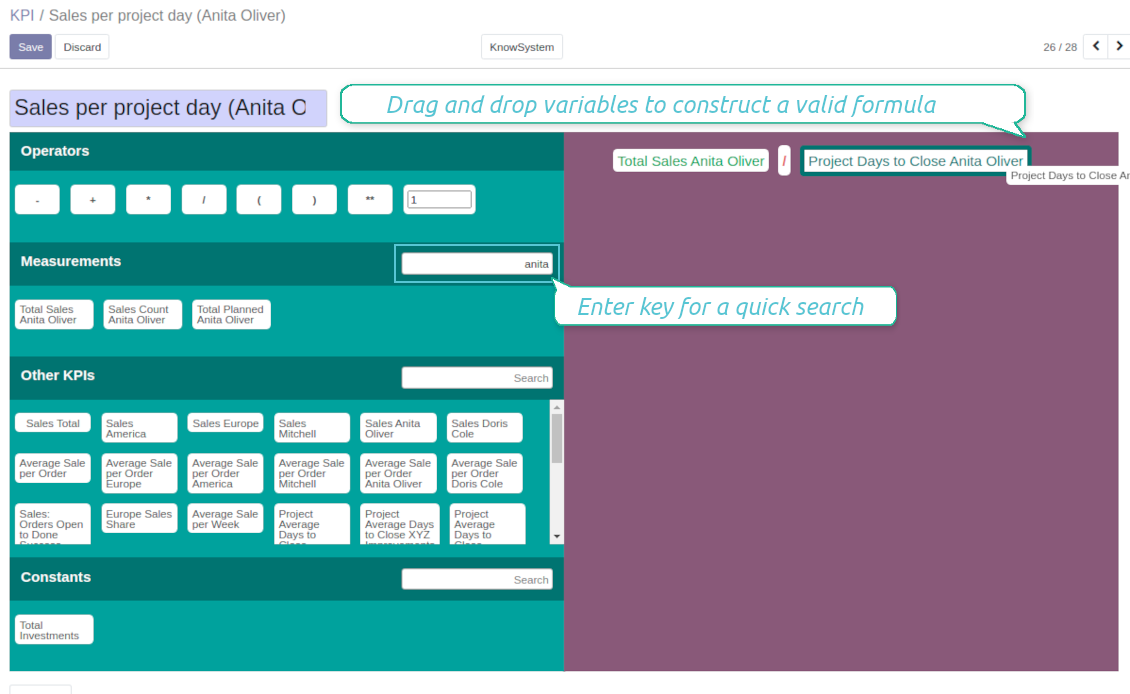 KPI / Sales per project day (Anita Oliver)
Save
Discard
KnowSystem
26 / 28
Sales per project day (Anita O
Drag and drop variables to construct a valid formula
Operators
-
+
*
/
(
)
**
1
Total Sales Anita Oliver
/
Project Days to Close Anita Oliver
Project Days to Close An
Measurements
anita
Enter key for a quick search
Total Sales
Anita Oliver
Sales Count
Anita Oliver
Total Planned
Anita Oliver
Other KPIs
Search
Sales Total
Sales
America
Sales Europe
Sales
Mitchell
Sales Anita
Oliver
Sales Doris
Cole
Average Sale
per Order
Average Sale
per Order
Europe
Average Sale
per Order
America
Average Sale
per Order
Mitchell
Average Sale
per Order
Anita Oliver
Average Sale
per Order
Doris Cole
Sales:
Orders Open
to Done
Success
Europe Sales
Share
Average Sale
per Week
Project
Average
Days to
Close
Project
Average Days
to Close XYZ
Improvements
Project
Average
Days to
Close
Constants
Search
Total
Investments